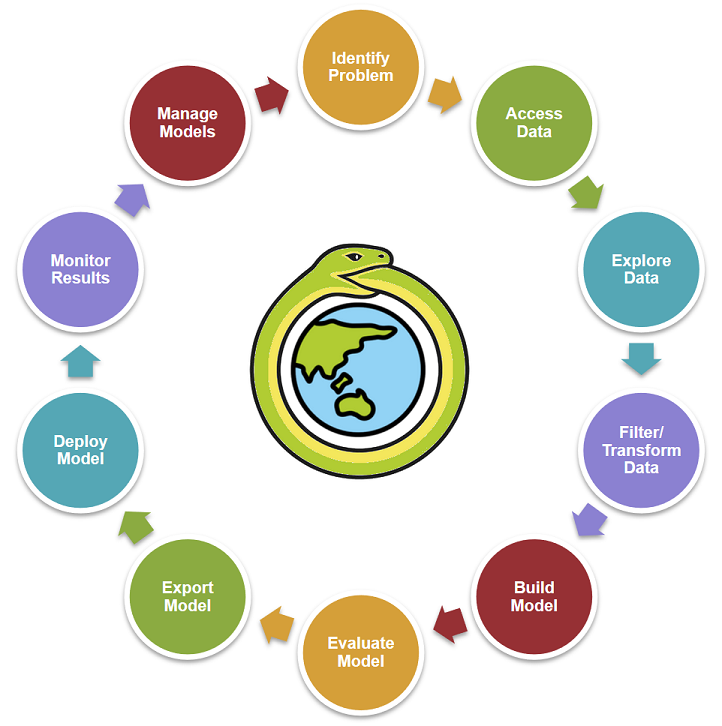 Identify
Problem
Access
Data
Explore
Data
Filter/
Transform
Data
Build
Model
Evaluate
Model
Export
Model
Deploy
Model
Monitor
Results
Manage
Models